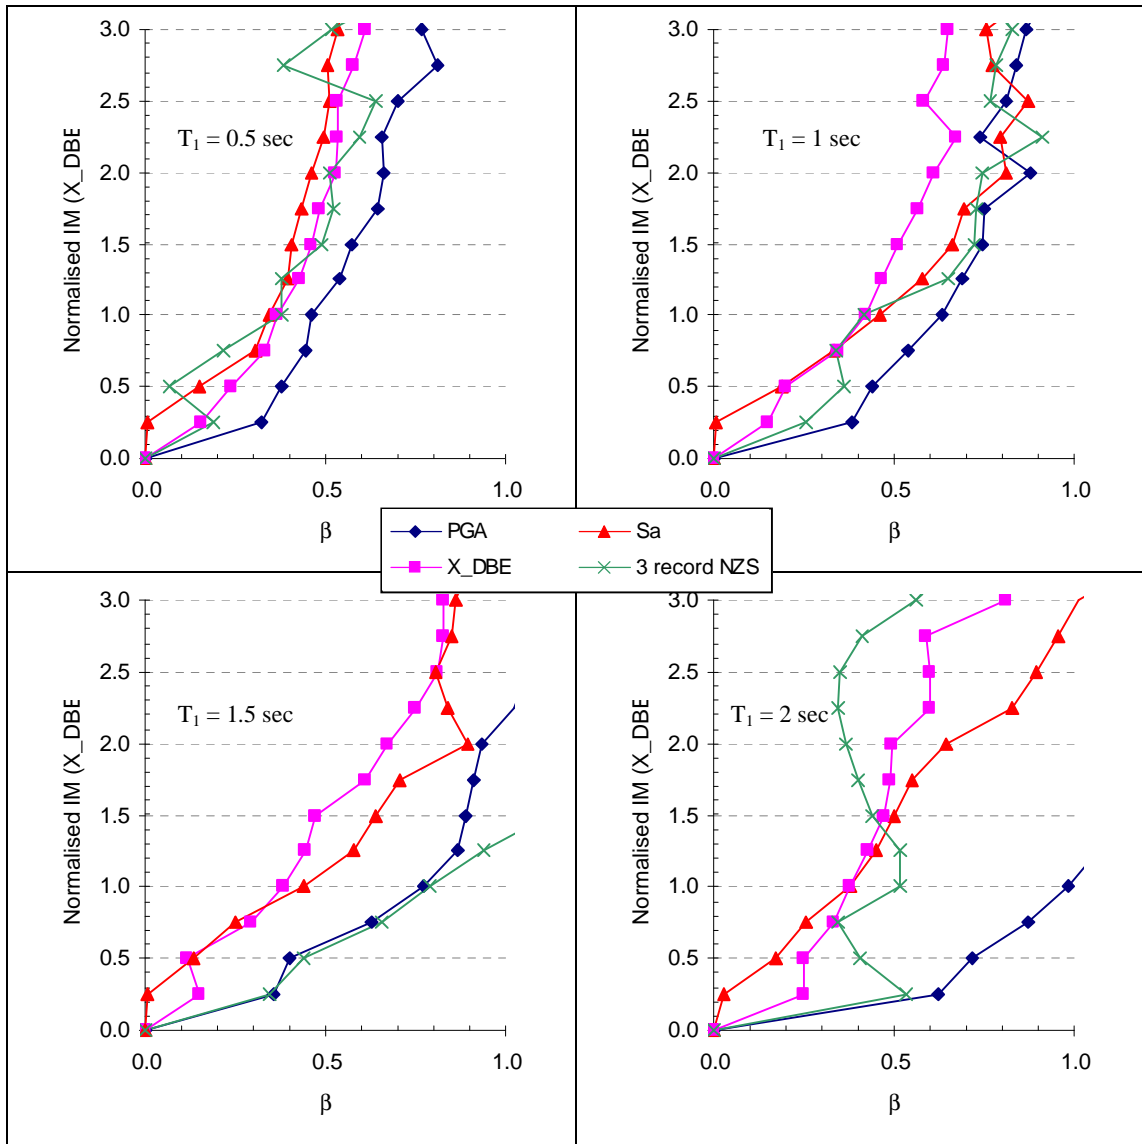 3.0
2.5
2.0
1.5
1.0
0.5
0.0
Normalised IM (X_DBE
T1 = 0.5 sec
0.0 0.5 1.0
β
3.0
2.5
2.0
1.5
1.0
0.5
0.0
Normalised IM (X_DBE
T1 = 1 sec
0.0 0.5 1.0
β
PGA Sa
X_DBE 3 record NZS
3.0
2.5
2.0
1.5
1.0
0.5
0.0
Normalised IM (X_DBE
T1 = 1.5 sec
0.0 0.5 1.0
β
3.0
2.5
2.0
1.5
1.0
0.5
0.0
Normalised IM (X_DBE
T1 = 2 sec
0.0 0.5 1.0
β